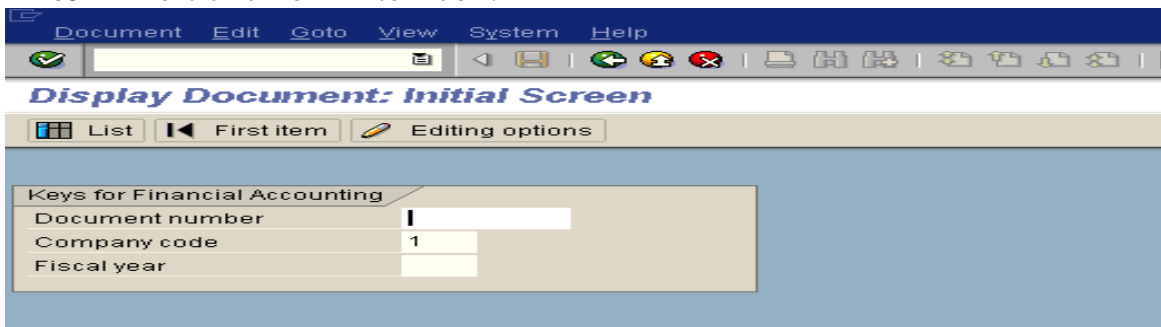 Document Edit Goto View System Help
Display Document: Initial Screen
List First item Editing options
Keys for Financial Accounting
Document number
Company code 1
Fiscal year